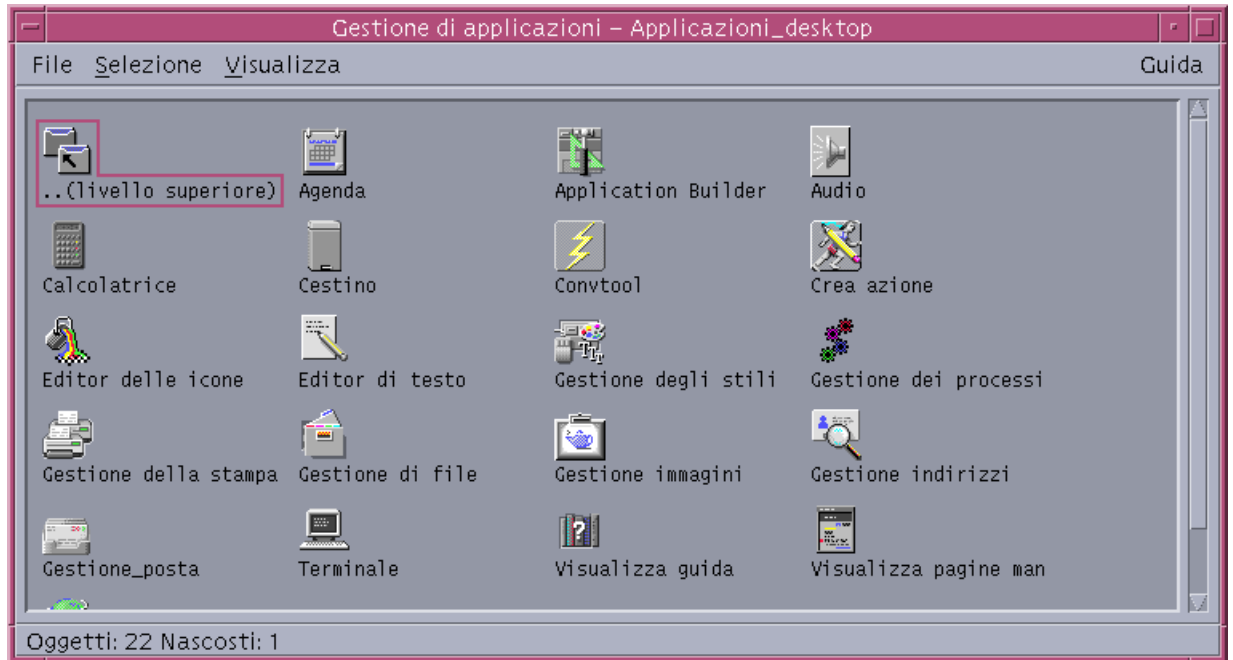 Gestione di applicazioni – Applicazioni_desktop
File Selezione Visualizza Guida
..(livello superiore) Agenda Application Builder Audio
Calcolatrice Cestino Convtool Crea azione
Editor delle icone Editor di testo Gestione degli stili Gestione dei processi
Gestione della stampa Gestione di file Gestione immagini Gestione indirizzi
Gestione_posta Terminale Visualizza guida Visualizza pagine man
Oggetti: 22 Nascosti: 1